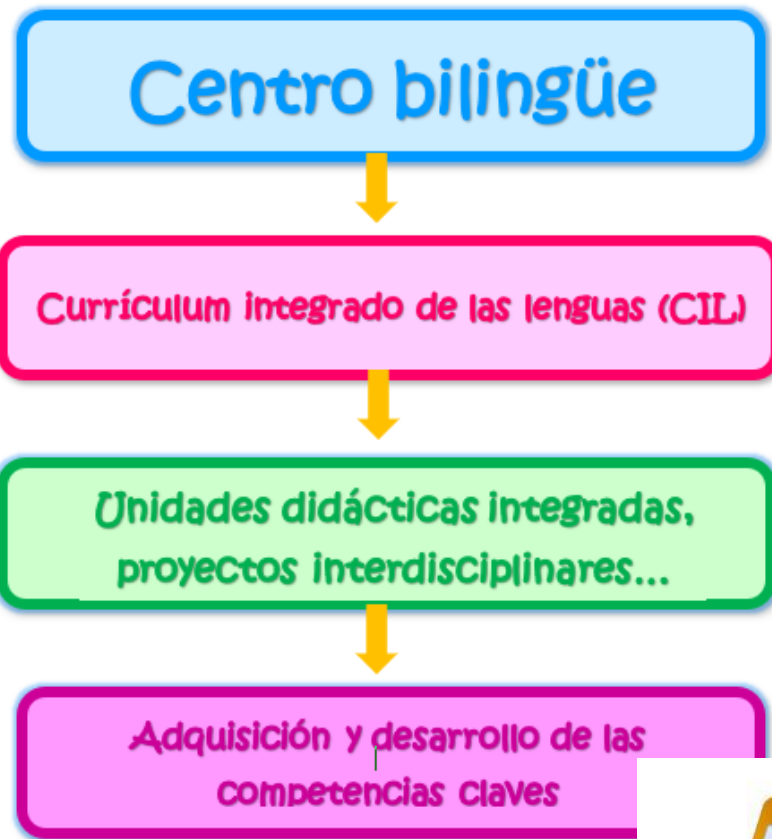 Centro bilingüe
Currículum integrado de las lenguas (CIL)
Unidades didácticas integradas,
proyectos interdisciplinares...
Adquisición y desarrollo de las
competencias claves